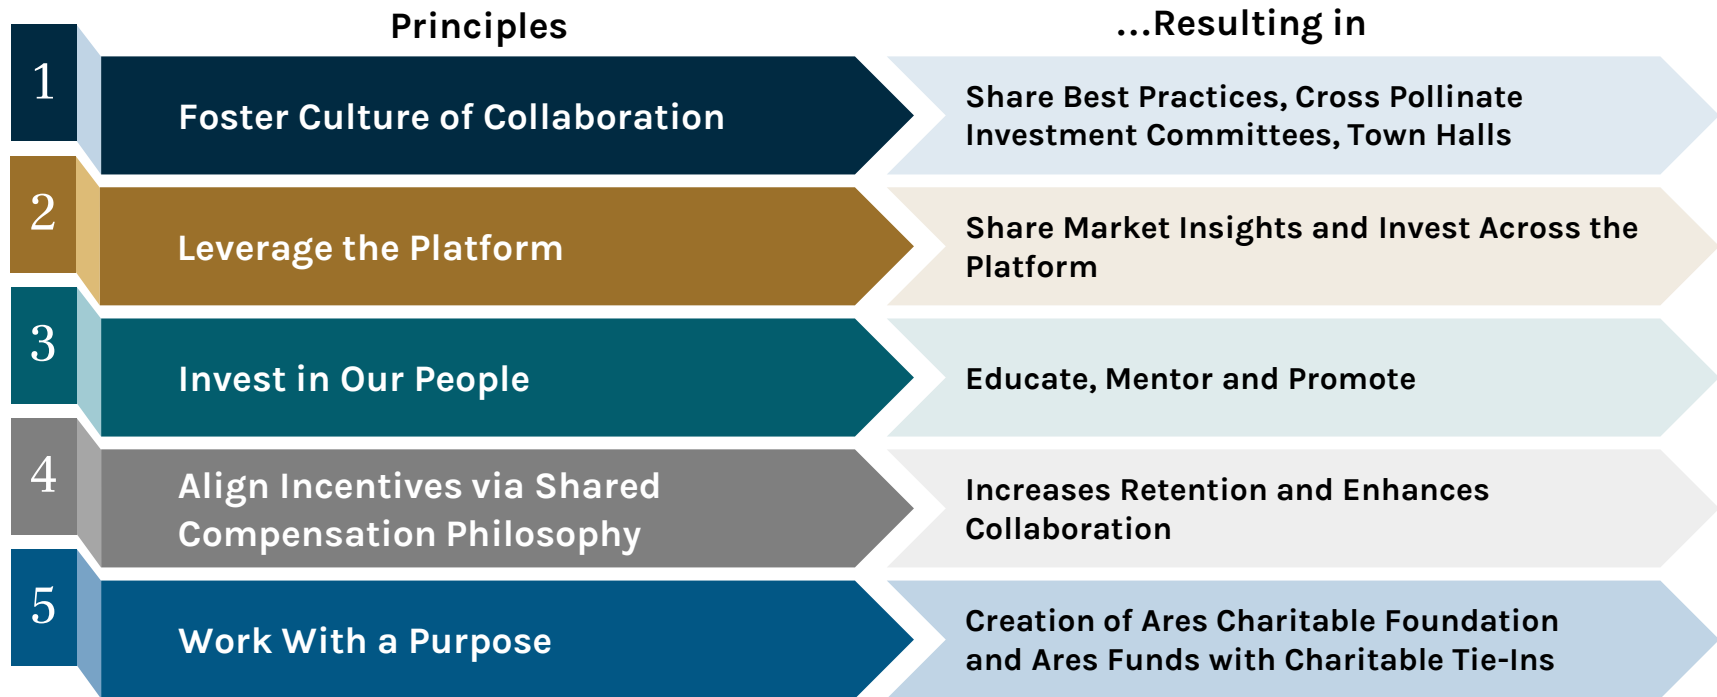 Principles
...Resulting in
1
Foster Culture of Collaboration
Share Best Practices, Cross Pollinate
Investment Committees, Town Halls
2
Leverage the Platform
Share Market Insights and Invest Across the
Platform
3
Invest in Our People
Educate, Mentor and Promote
4
Align Incentives via Shared
Compensation Philosophy
Increases Retention and Enhances
Collaboration
5
Work With a Purpose
Creation of Ares Charitable Foundation
and Ares Funds with Charitable Tie-Ins